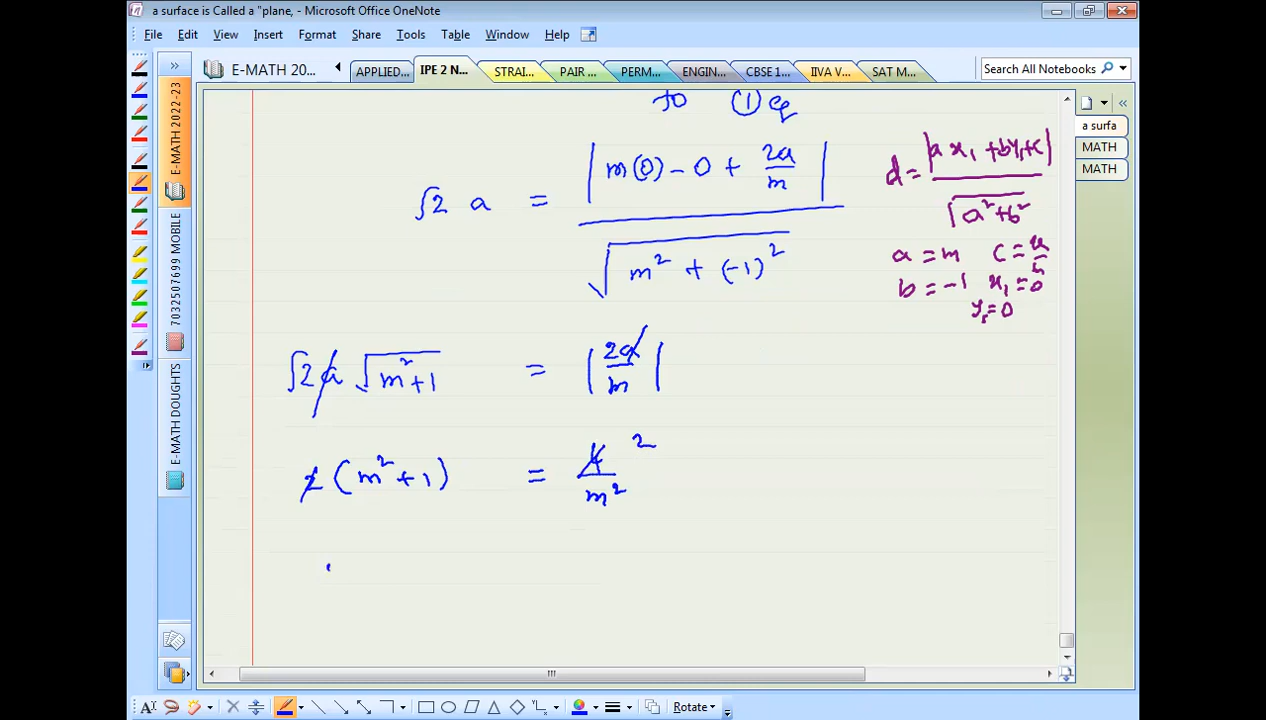 a surface is Called a "plane, - Microsoft Office OneNote
File Edit View Insert Format Share Tools Table Window Help
E-MATH 20... APPLIED... IPE 2 N... STRAI... PAIR ... PERM... ENGIN... CBSE 1... IIVA V... SAT M... Search All Notebooks
E-MATH 2022-23
7032507699 MOBILE
E-MATH DOUGHTS
a surfa
MATH
MATH
to (1) eq
√2 a = |m(0) - 0 + 2a/m| / √(m² + (-1)²)
d = |a x₁ + by₁ + c| / √(a² + b²)
a = m c = 2a/m
b = -1 x₁ = 0
y₁ = 0
√2 a √(m² + 1) = |2a/m|
2 (m² + 1) = 4/m² 2
Rotate